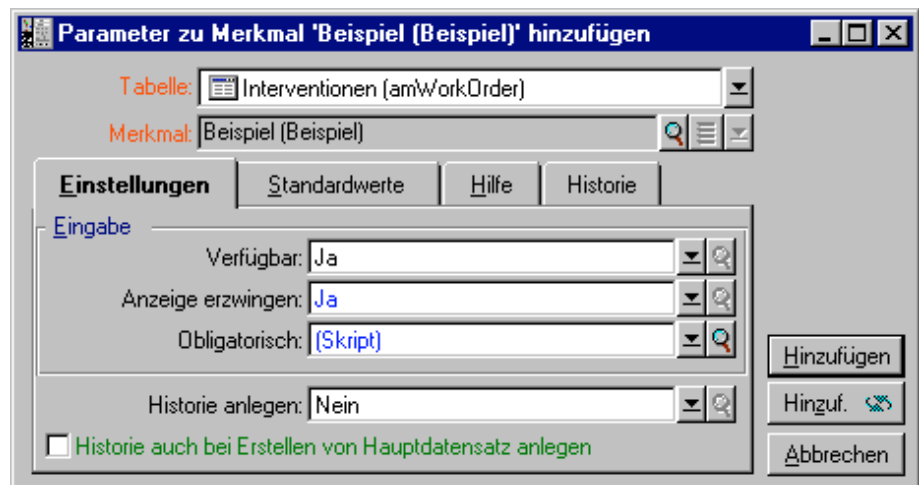 Parameter zu Merkmal 'Beispiel (Beispiel)' hinzufügen
Tabelle: Interventionen (amWorkOrder)
Merkmal: Beispiel (Beispiel)
Einstellungen Standardwerte Hilfe Historie
Eingabe
Verfügbar: Ja
Anzeige erzwingen: Ja
Obligatorisch: (Skript)
Historie anlegen: Nein
Historie auch bei Erstellen von Hauptdatensatz anlegen
Hinzufügen
Hinzuf.
Abbrechen